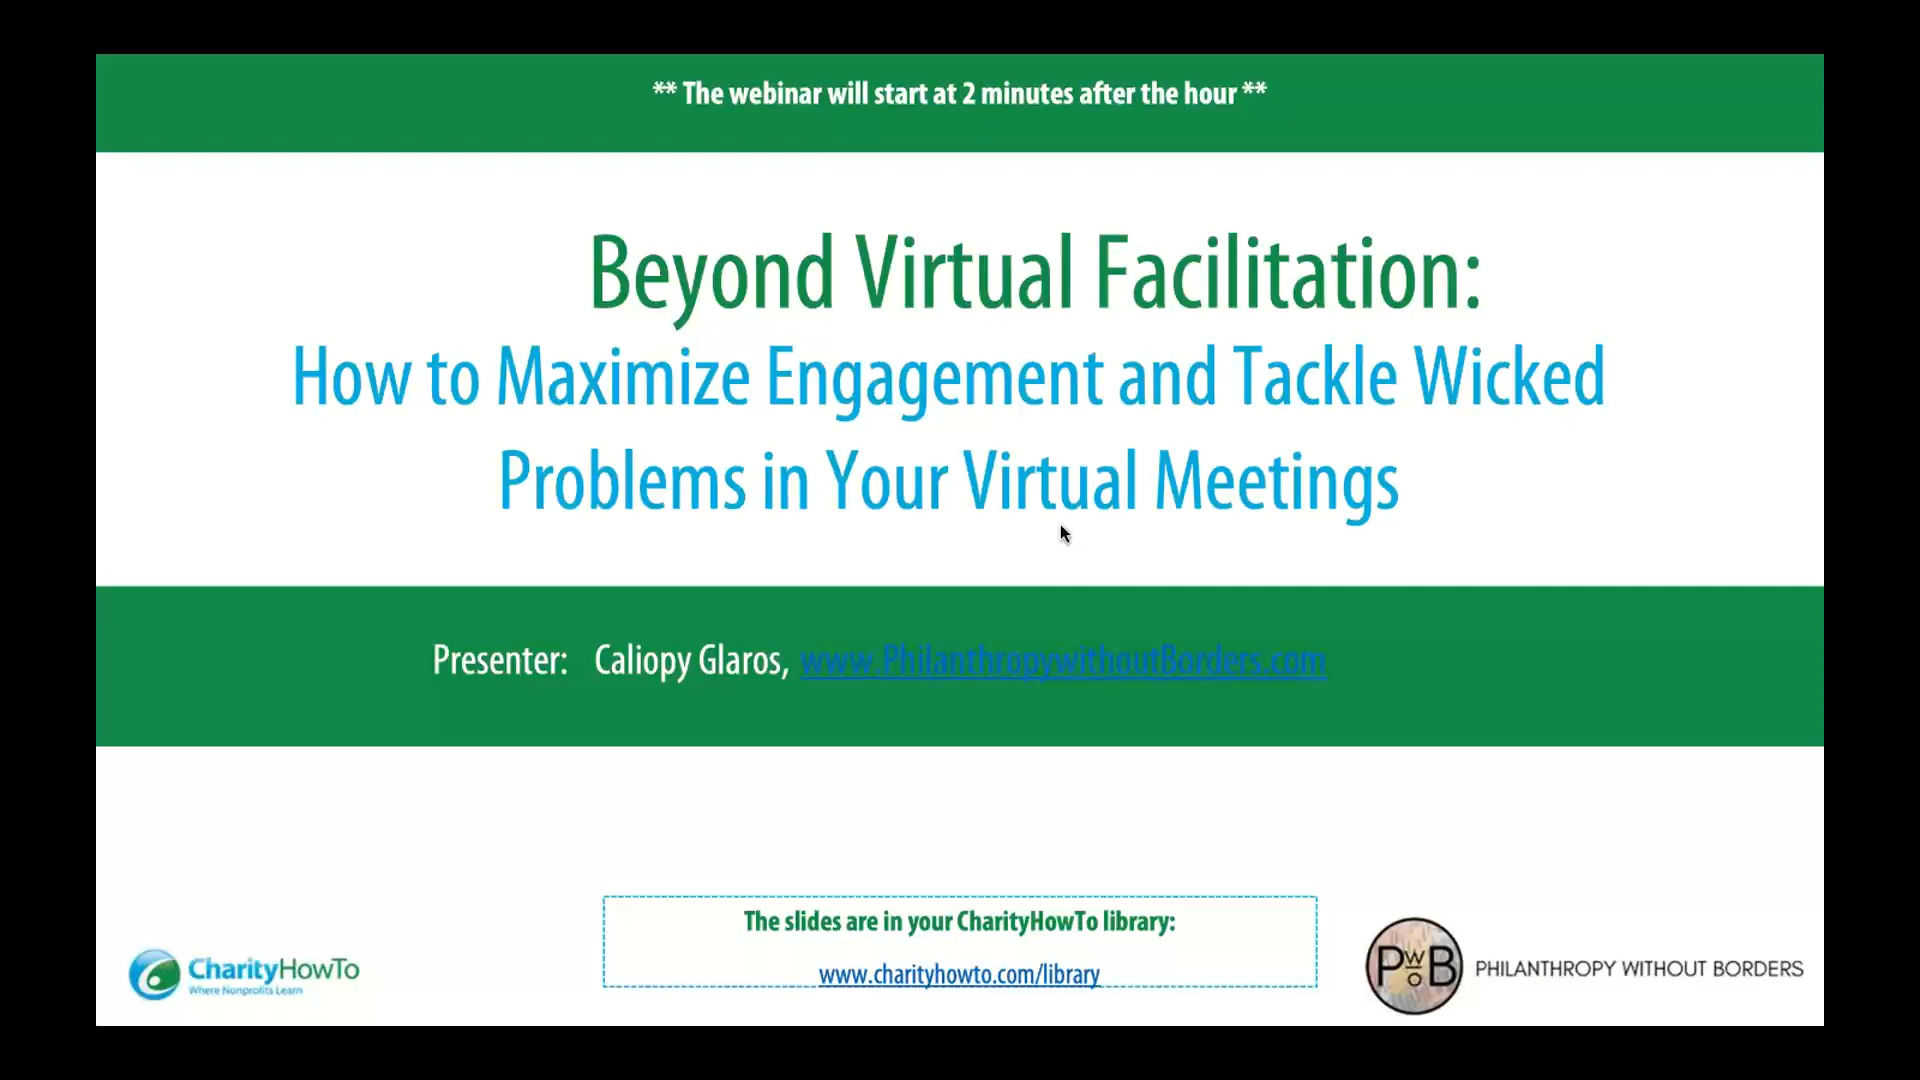 ** The webinar will start at 2 minutes after the hour **
Beyond Virtual Facilitation:
How to Maximize Engagement and Tackle Wicked
Problems in Your Virtual Meetings
Presenter: Caliopy Glaros, www.PhilanthropywithoutBorders.com
The slides are in your CharityHowTo library:
www.charityhowto.com/library
CharityHowTo
Where Nonprofits Learn
PWOB
PHILANTHROPY WITHOUT BORDERS